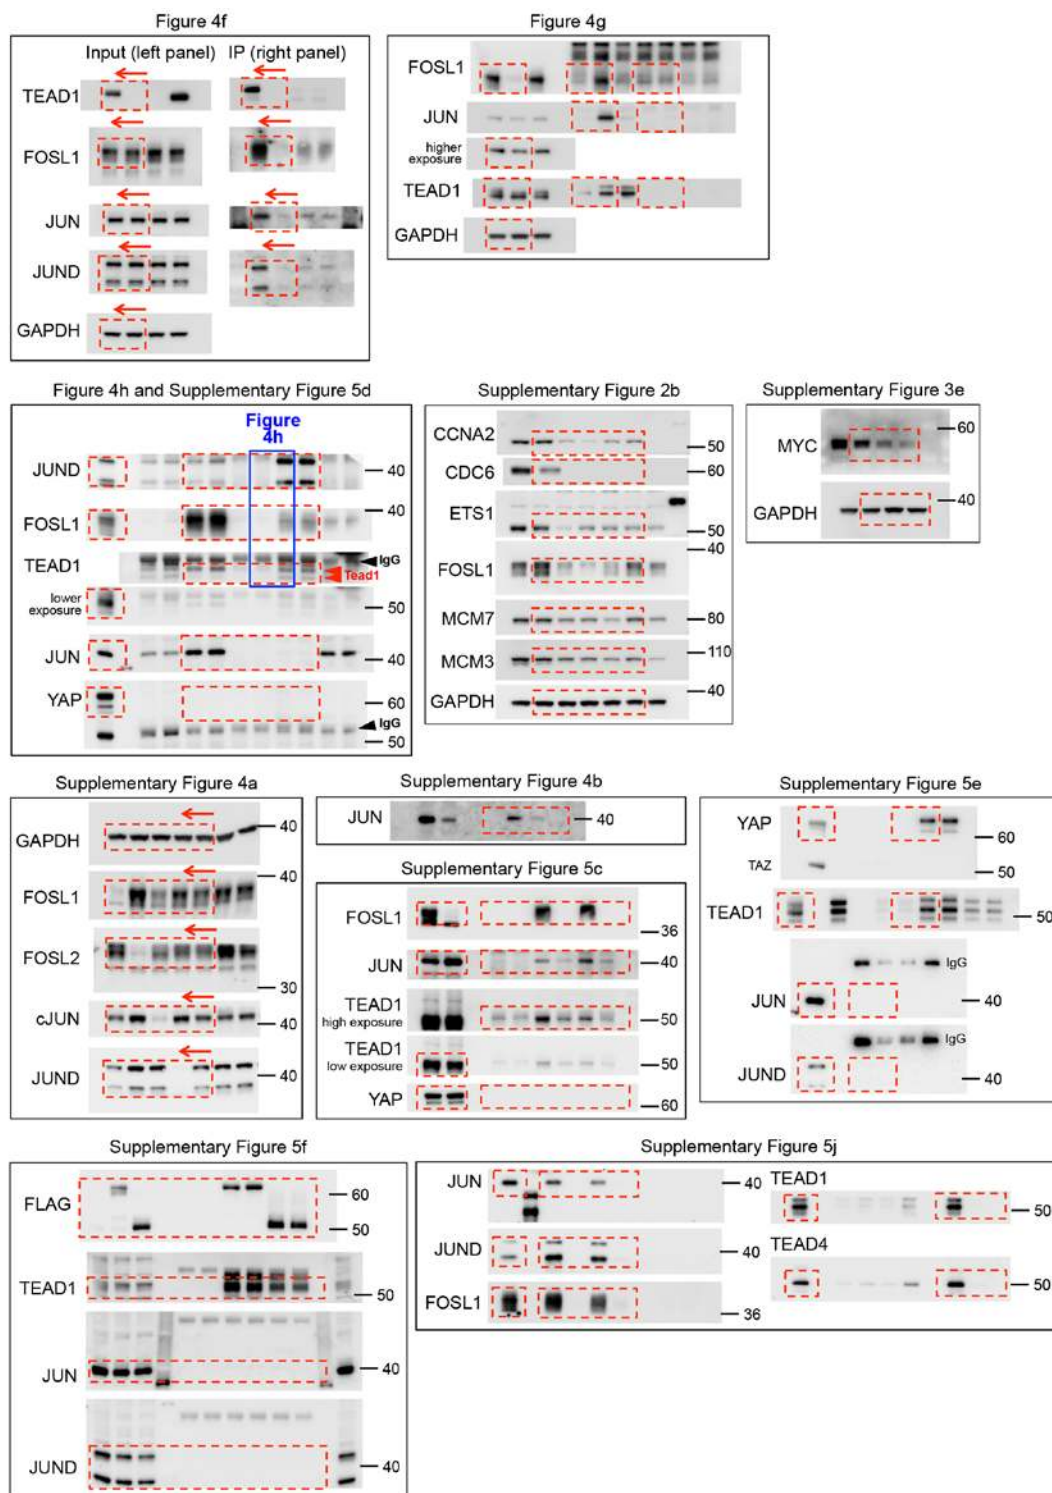 Figure 4f
Input (left panel) IP (right panel)
TEAD1
FOSL1
JUN
JUND
GAPDH
Figure 4g
FOSL1
JUN
higher
exposure
TEAD1
GAPDH
Figure 4h and Supplementary Figure 5d
Figure
4h
JUND
40
FOSL1
40
TEAD1
IgG
Tead1
lower
exposure
50
JUN
40
YAP
60
IgG
50
Supplementary Figure 2b
CCNA2
50
CDC6
60
ETS1
50
40
FOSL1
MCM7
80
MCM3
110
GAPDH
40
Supplementary Figure 3e
MYC
60
GAPDH
40
Supplementary Figure 4a
GAPDH
40
FOSL1
40
FOSL2
30
cJUN
40
JUND
40
Supplementary Figure 4b
JUN
40
Supplementary Figure 5c
FOSL1
36
JUN
40
TEAD1
high exposure
50
TEAD1
low exposure
50
YAP
60
Supplementary Figure 5e
YAP
60
TAZ
50
TEAD1
50
IgG
JUN
40
IgG
JUND
40
Supplementary Figure 5f
FLAG
60
50
TEAD1
50
JUN
40
JUND
40
Supplementary Figure 5j
JUN
40
JUND
40
FOSL1
36
TEAD1
50
TEAD4
50